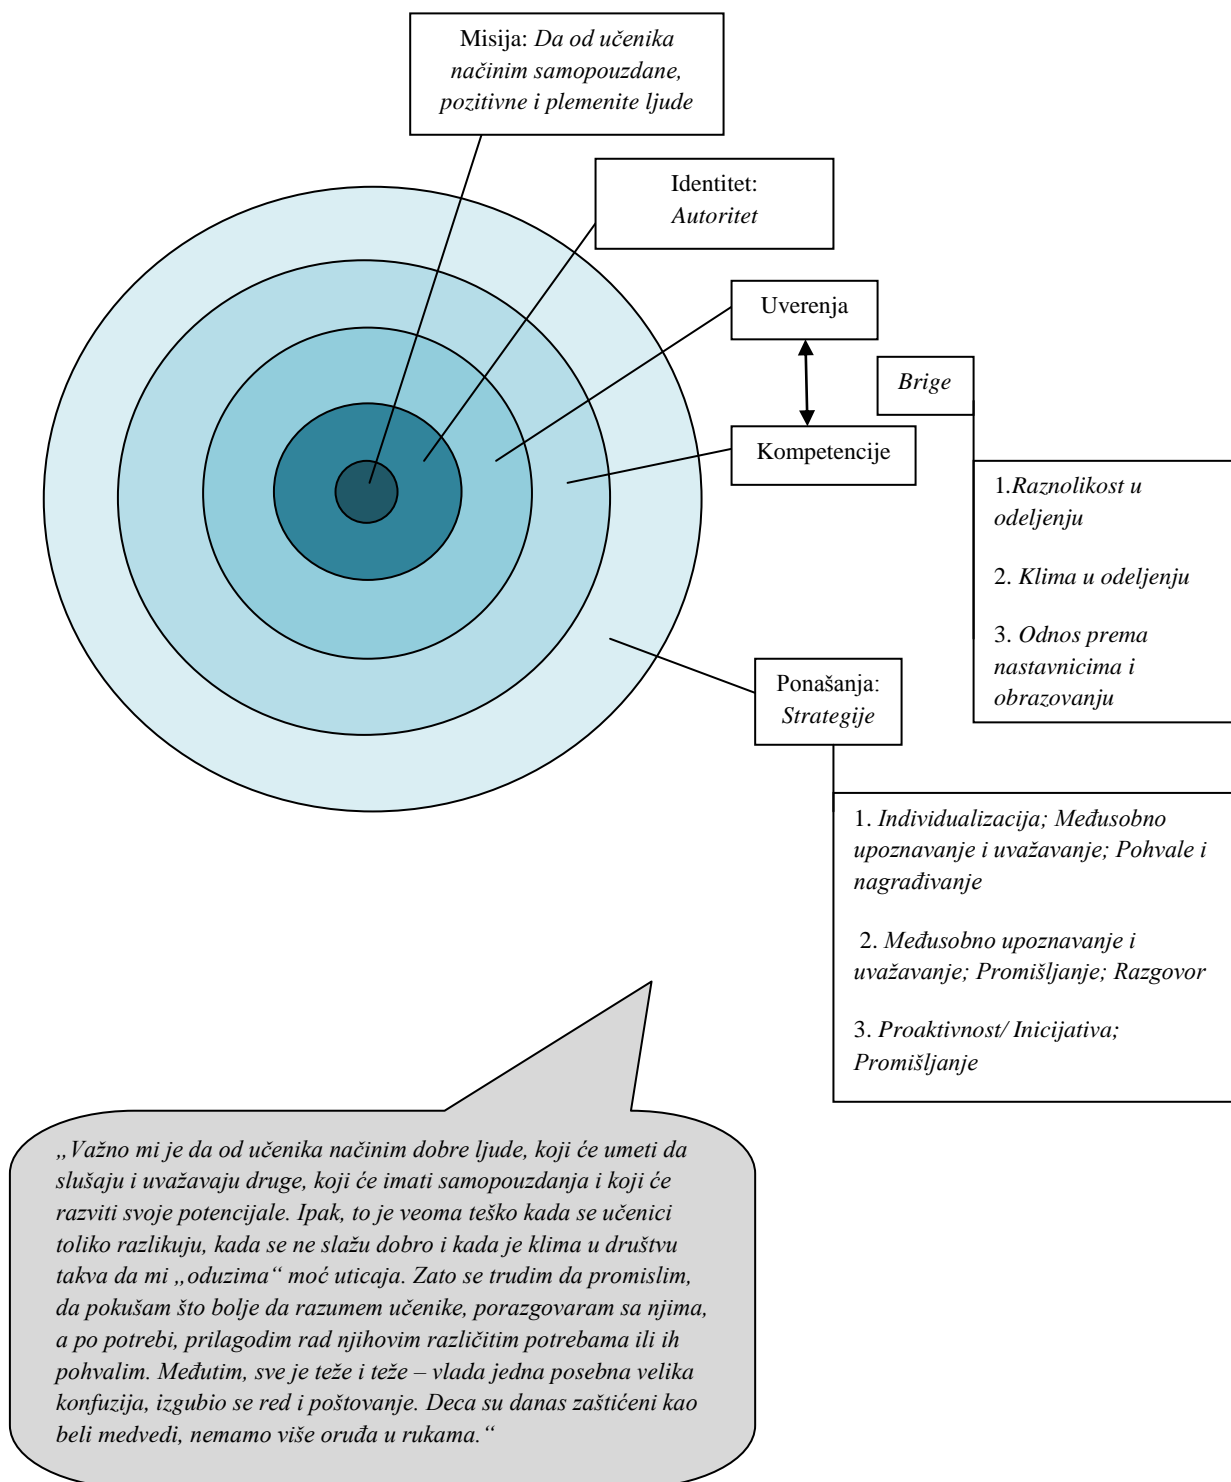 Misija: Da od učenika
načinim samopouzdane,
pozitivne i plemenite ljude
Identitet:
Autoritet
Uverenja
Brige
Kompetencije
1.Raznolikost u
odeljenju
2. Klima u odeljenju
3. Odnos prema
nastavnicima i
obrazovanju
Ponašanja:
Strategije
1. Individualizacija; Međusobno
upoznavanje i uvažavanje; Pohvale i
nagrađivanje
2. Međusobno upoznavanje i
uvažavanje; Promišljanje; Razgovor
3. Proaktivnost/ Inicijativa;
Promišljanje
„Važno mi je da od učenika načinim dobre ljude, koji će umeti da
slušaju i uvažavaju druge, koji će imati samopouzdanja i koji će
razviti svoje potencijale. Ipak, to je veoma teško kada se učenici
toliko razlikuju, kada se ne slažu dobro i kada je klima u društvu
takva da mi „oduzima“ moć uticaja. Zato se trudim da promislim,
da pokušam što bolje da razumem učenike, porazgovaram sa njima,
a po potrebi, prilagodim rad njihovim različitim potrebama ili ih
pohvalim. Međutim, sve je teže i teže – vlada jedna posebna velika
konfuzija, izgubio se red i poštovanje. Deca su danas zaštićeni kao
beli medvedi, nemamo više oruđa u rukama.“